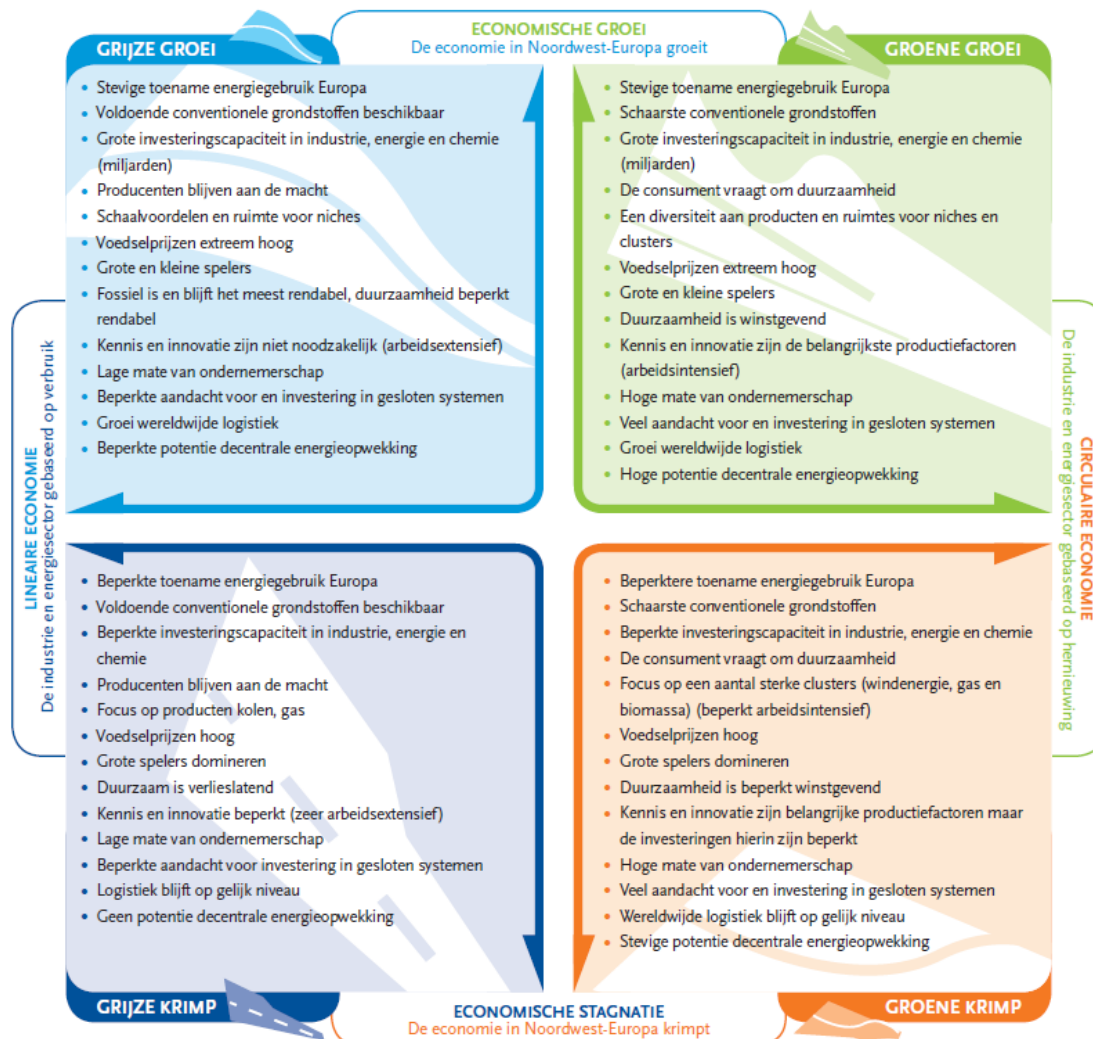 ECONOMISCHE GROEI
De economie in Noordwest-Europa groeit
GRIJZE GROEI
• Stevige toename energiegebruik Europa
• Voldoende conventionele grondstoffen beschikbaar
• Grote investeringscapaciteit in industrie, energie en chemie
(miljarden)
• Producenten blijven aan de macht
• Schaalvoordelen en ruimte voor niches
• Voedselprijzen extreem hoog
• Grote en kleine spelers
• Fossiel is en blijft het meest rendabel, duurzaamheid beperkt
rendabel
• Kennis en innovatie zijn niet noodzakelijk (arbeidsextensief)
• Lage mate van ondernemerschap
• Beperkte aandacht voor en investering in gesloten systemen
• Groei wereldwijde logistiek
• Beperkte potentie decentrale energieopwekking
GROENE GROEI
• Stevige toename energiegebruik Europa
• Schaarste conventionele grondstoffen
• Grote investeringscapaciteit in industrie, energie en chemie
(miljarden)
• De consument vraagt om duurzaamheid
• Een diversiteit aan producten en ruimtes voor niches en
clusters
• Voedselprijzen extreem hoog
• Grote en kleine spelers
• Duurzaamheid is winstgevend
• Kennis en innovatie zijn de belangrijkste productiefactoren
(arbeidsintensief)
• Hoge mate van ondernemerschap
• Veel aandacht voor en investering in gesloten systemen
• Groei wereldwijde logistiek
• Hoge potentie decentrale energieopwekking
LINEAIRE ECONOMIE
De industrie en energiesector gebaseerd op verbruik
CIRCULAIRE ECONOMIE
De industrie en energiesector gebaseerd op hernieuwing
• Beperkte toename energiegebruik Europa
• Voldoende conventionele grondstoffen beschikbaar
• Beperkte investeringscapaciteit in industrie, energie en
chemie
• Producenten blijven aan de macht
• Focus op producten kolen, gas
• Voedselprijzen hoog
• Grote spelers domineren
• Duurzaam is verlieslatend
• Kennis en innovatie beperkt (zeer arbeidsextensief)
• Lage mate van ondernemerschap
• Beperkte aandacht voor investering in gesloten systemen
• Logistiek blijft op gelijk niveau
• Geen potentie decentrale energieopwekking
GRIJZE KRIMP
• Beperktere toename energiegebruik Europa
• Schaarste conventionele grondstoffen
• Beperkte investeringscapaciteit in industrie, energie en chemie
• De consument vraagt om duurzaamheid
• Focus op een aantal sterke clusters (windenergie, gas en
biomassa) (beperkt arbeidsintensief)
• Voedselprijzen hoog
• Grote spelers domineren
• Duurzaamheid is beperkt winstgevend
• Kennis en innovatie zijn belangrijke productiefactoren maar
de investeringen hierin zijn beperkt
• Hoge mate van ondernemerschap
• Veel aandacht voor en investering in gesloten systemen
• Wereldwijde logistiek blijft op gelijk niveau
• Stevige potentie decentrale energieopwekking
GROENE KRIMP
ECONOMISCHE STAGNATIE
De economie in Noordwest-Europa krimpt